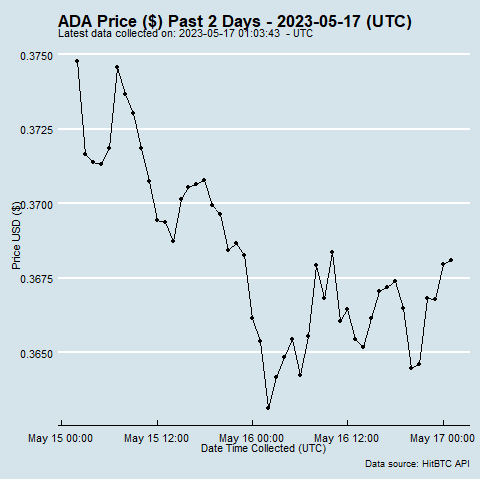 ADA Price ($) Past 2 Days - 2023-05-17 (UTC)
Latest data collected on: 2023-05-17 01:03:43 - UTC
0.3750
0.3725
0.3700
0.3675
0.3650
Price USD ($)
May 15 00:00 May 15 12:00 May 16 00:00 May 16 12:00 May 17 00:00
Date Time Collected (UTC)
Data source: HitBTC API